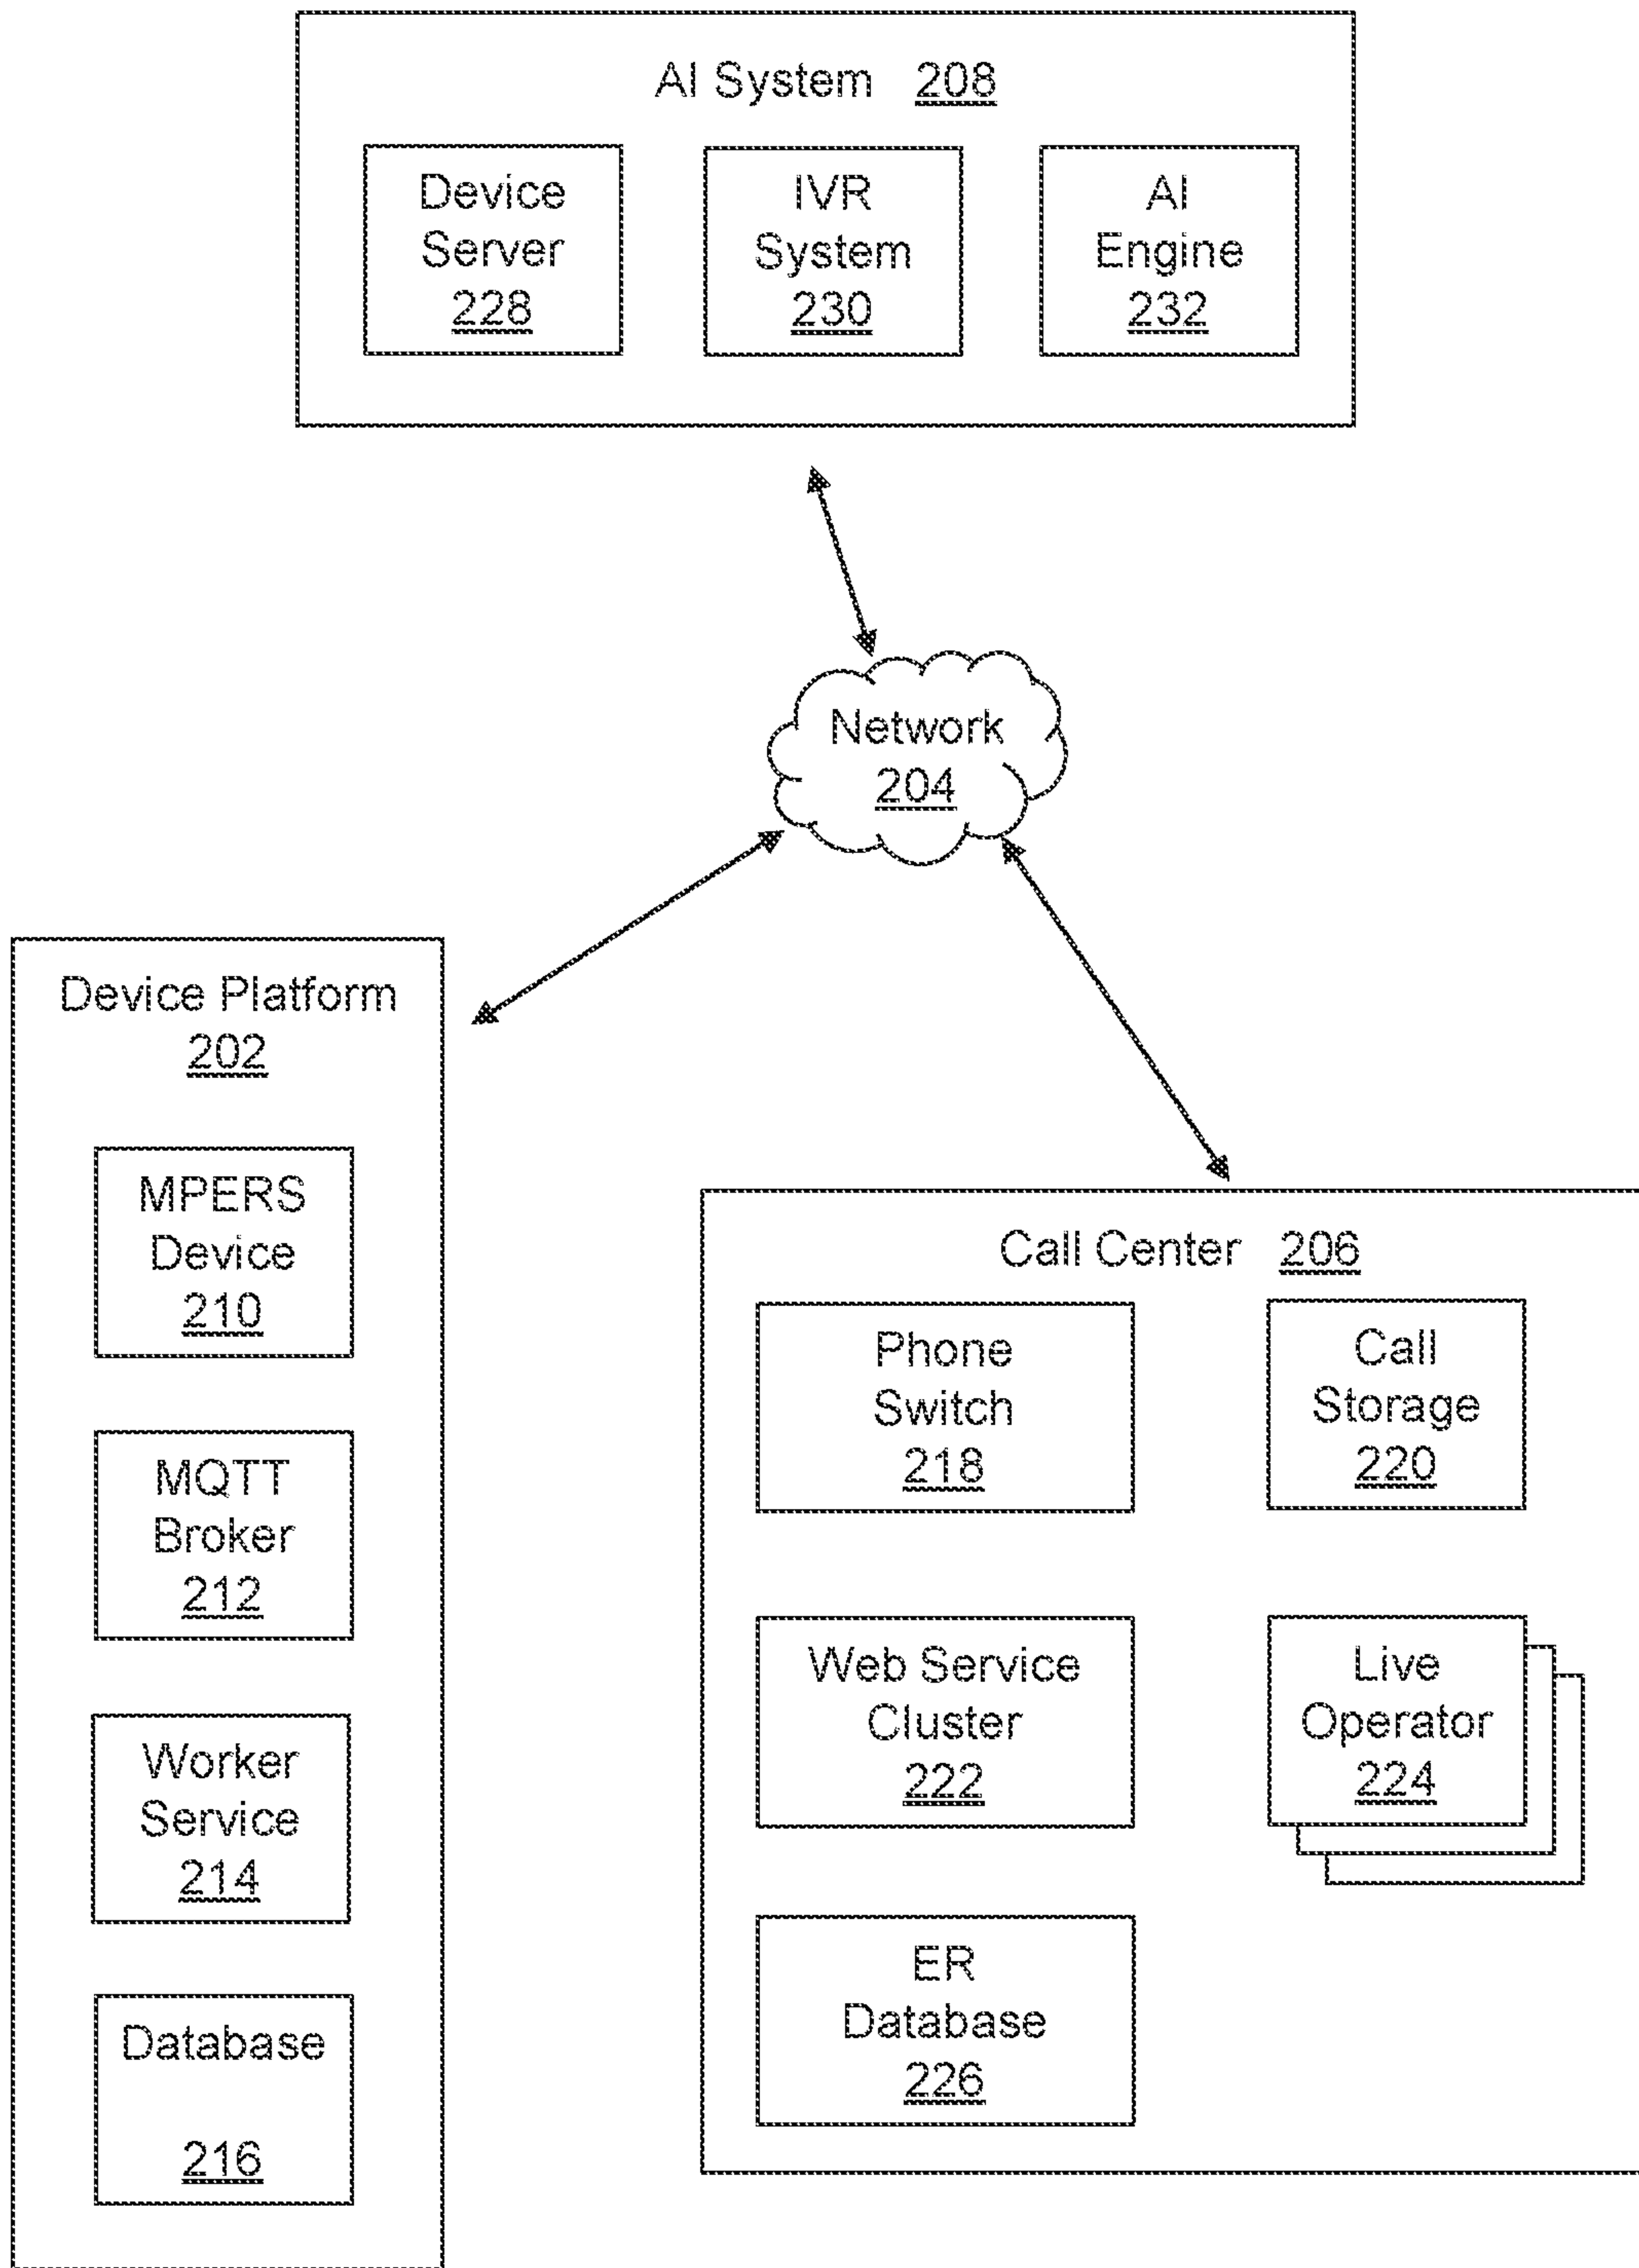 AI System 208
Device
Server
228
IVR
System
230
AI
Engine
232
Network
204
Device Platform
202
MPERS
Device
210
MQTT
Broker
212
Worker
Service
214
Database
216
Call Center 206
Phone
Switch
218
Call
Storage
220
Web Service
Cluster
222
Live
Operator
224
ER
Database
226